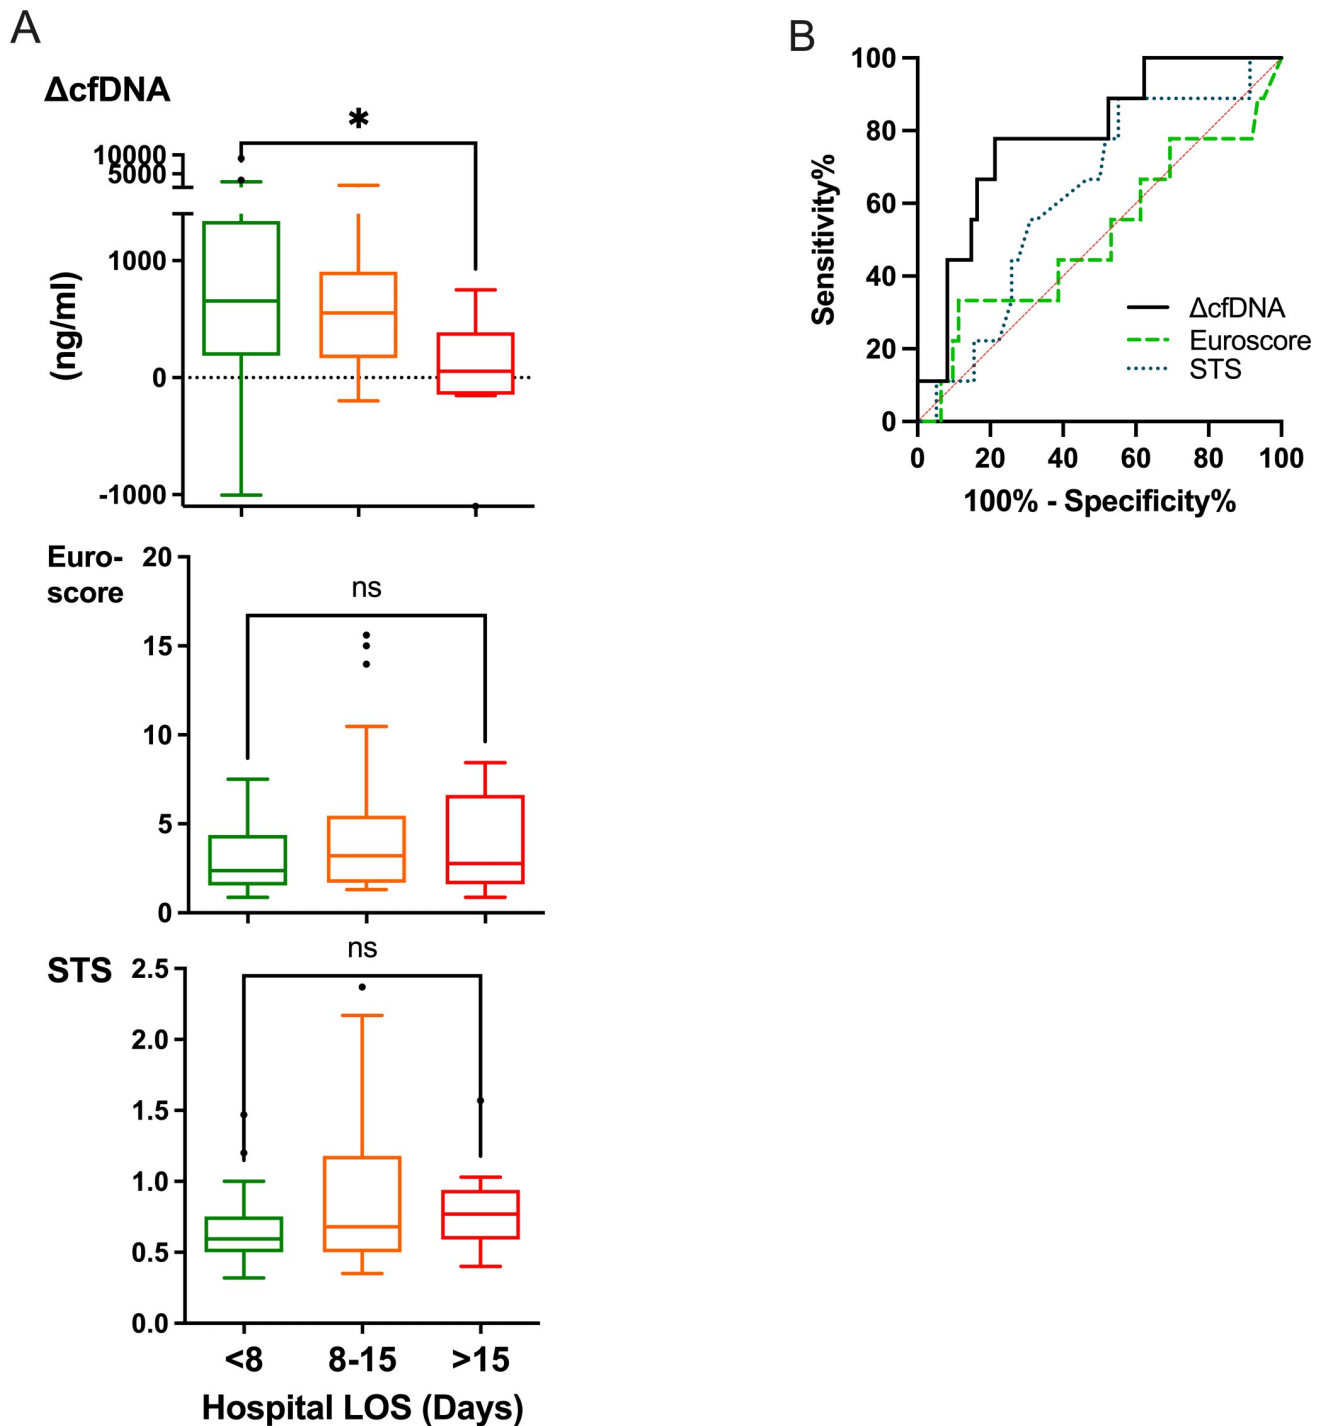 A
ΔcfDNA
*
10000
5000
1000
0
-1000
(ng/ml)
Euro-
score
20
15
10
5
0
ns
STS
2.5
2.0
1.5
1.0
0.5
0.0
ns
<8 8-15 >15
Hospital LOS (Days)
B
100
80
60
40
20
0
Sensitivity%
ΔcfDNA
Euroscore
STS
0 20 40 60 80 100
100% - Specificity%